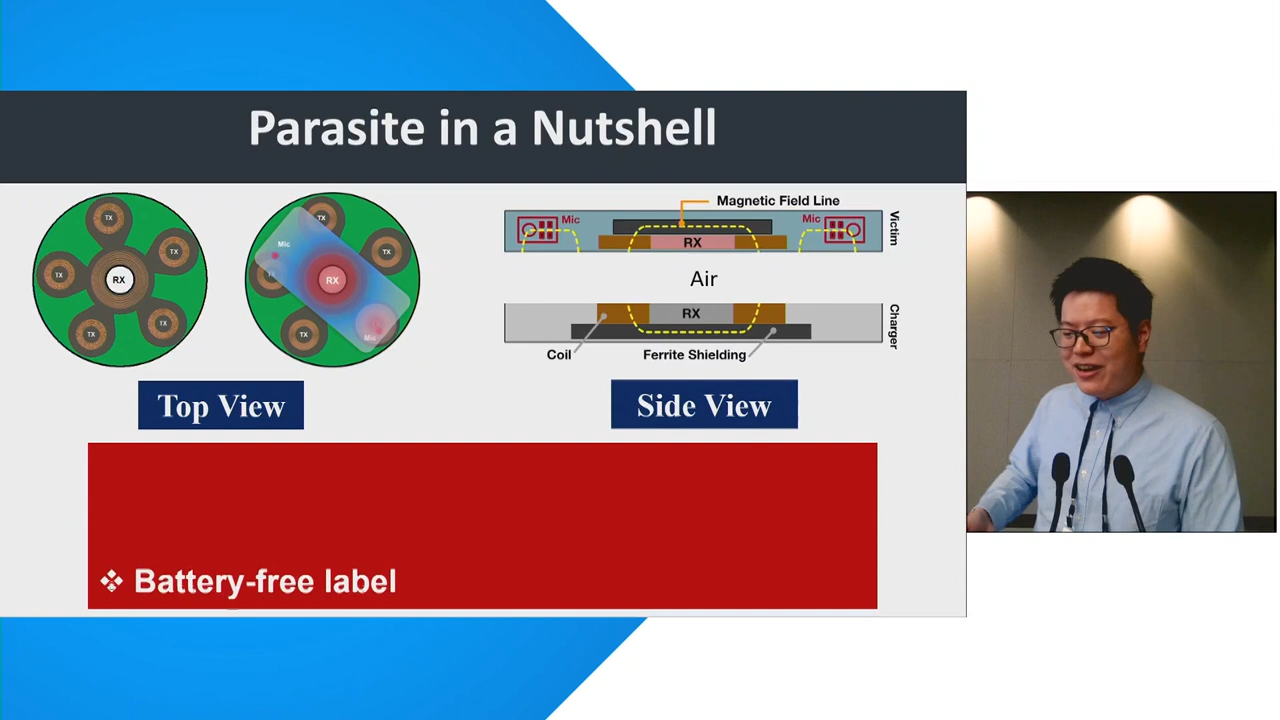 Parasite in a Nutshell
TX
TX
TX
TX
TX
RX
TX
TX
TX
Mic
RX
Mic
Magnetic Field Line
Mic
Mic
RX
Victim
Air
RX
Charger
Coil
Ferrite Shielding
Top View
Side View
❖ Battery-free label